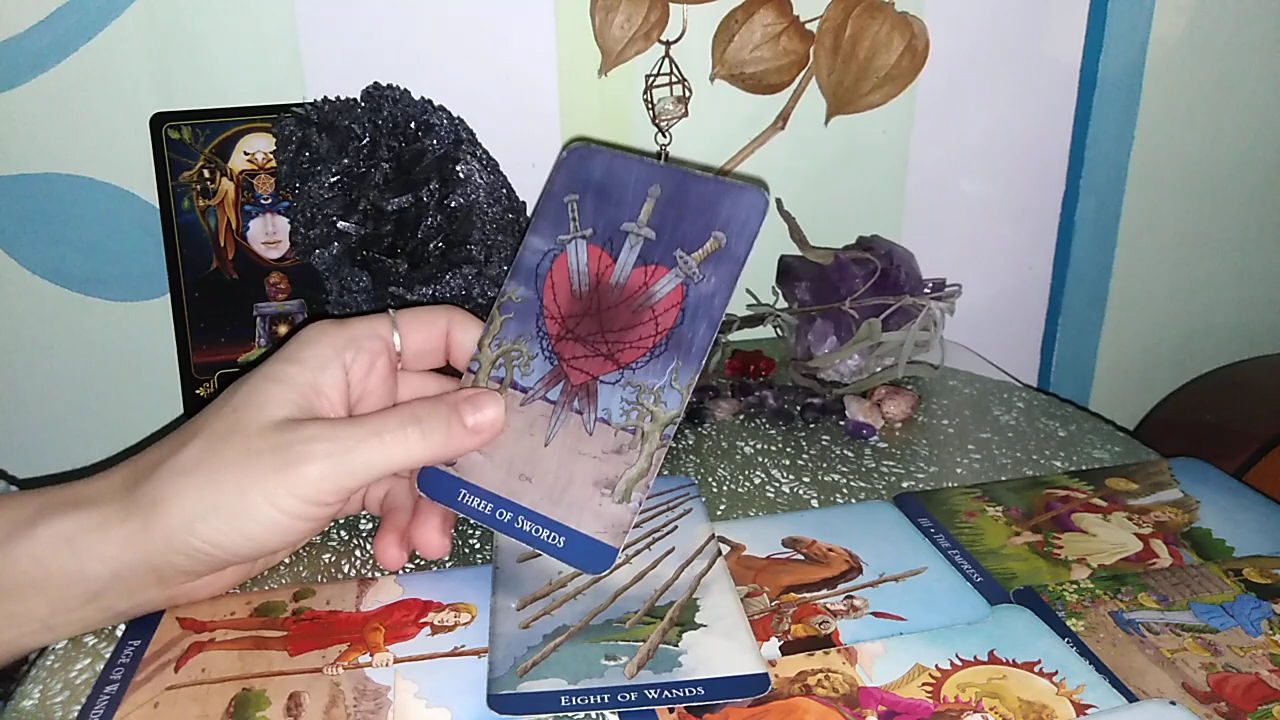 THREE OF SWORDS
EIGHT OF WANDS
PAGE OF WANDS
III • THE EMPRESS